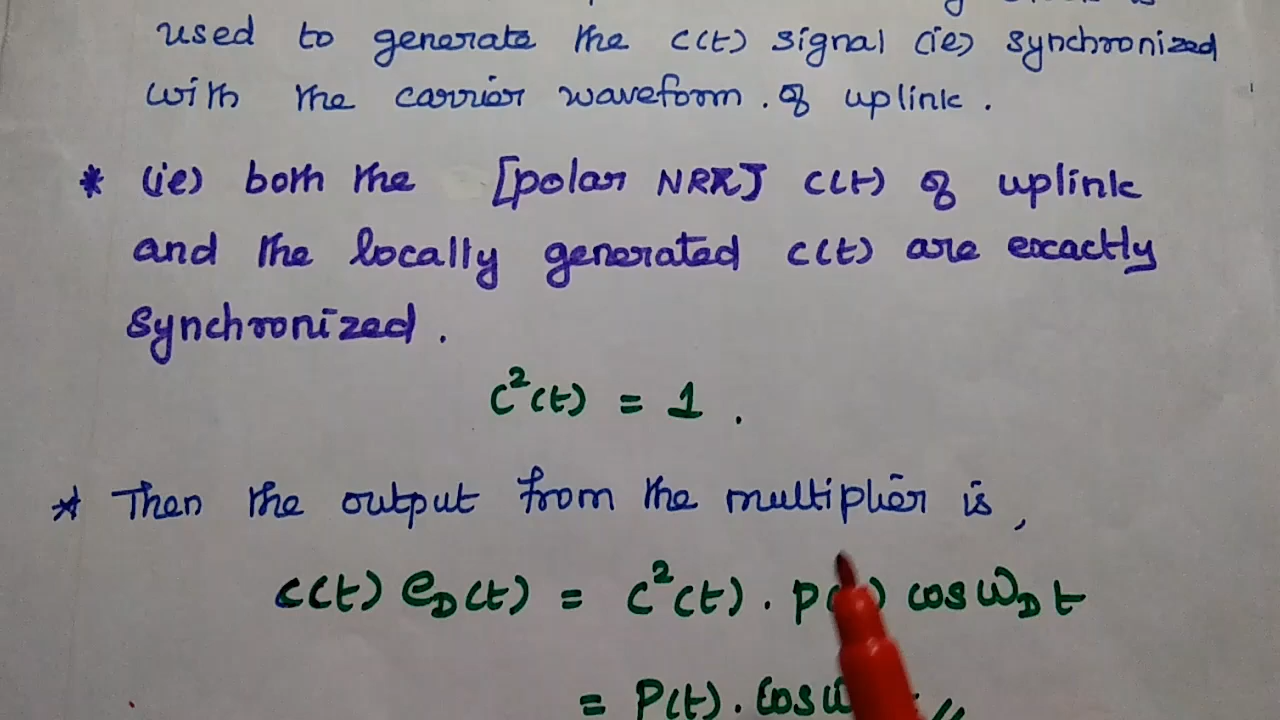 used to generate the c(t) signal (ie) synchronized
with the carrier waveform . of uplink .
* (ie) both the [polar NRZ] c(t) of uplink
and the locally generated c(t) are exactly
synchronized .
c²(t) = 1 .
* Then the output from the multiplier is ,
c(t) e_D(t) = c²(t) . p( ) cos ω_D t
= P(t) . cos ω //